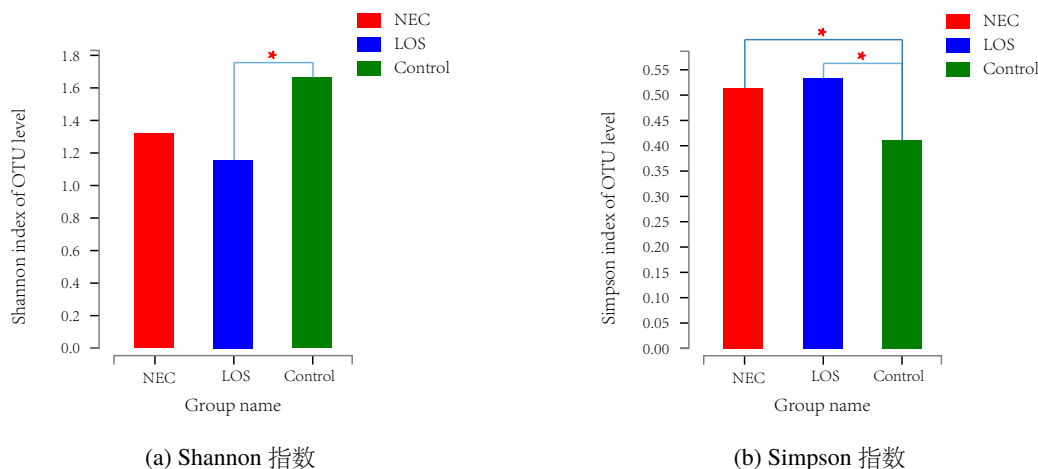 NEC
LOS
Control
*
1.8
1.6
1.4
1.2
1.0
0.8
0.6
0.4
0.2
0.0
Shannon index of OTU level
NEC LOS Control
Group name
(a) Shannon 指数
NEC
LOS
Control
*
*
0.55
0.50
0.45
0.40
0.35
0.30
0.25
0.20
0.15
0.10
0.05
0.00
Simpson index of OTU level
NEC LOS Control
Group name
(b) Simpson 指数